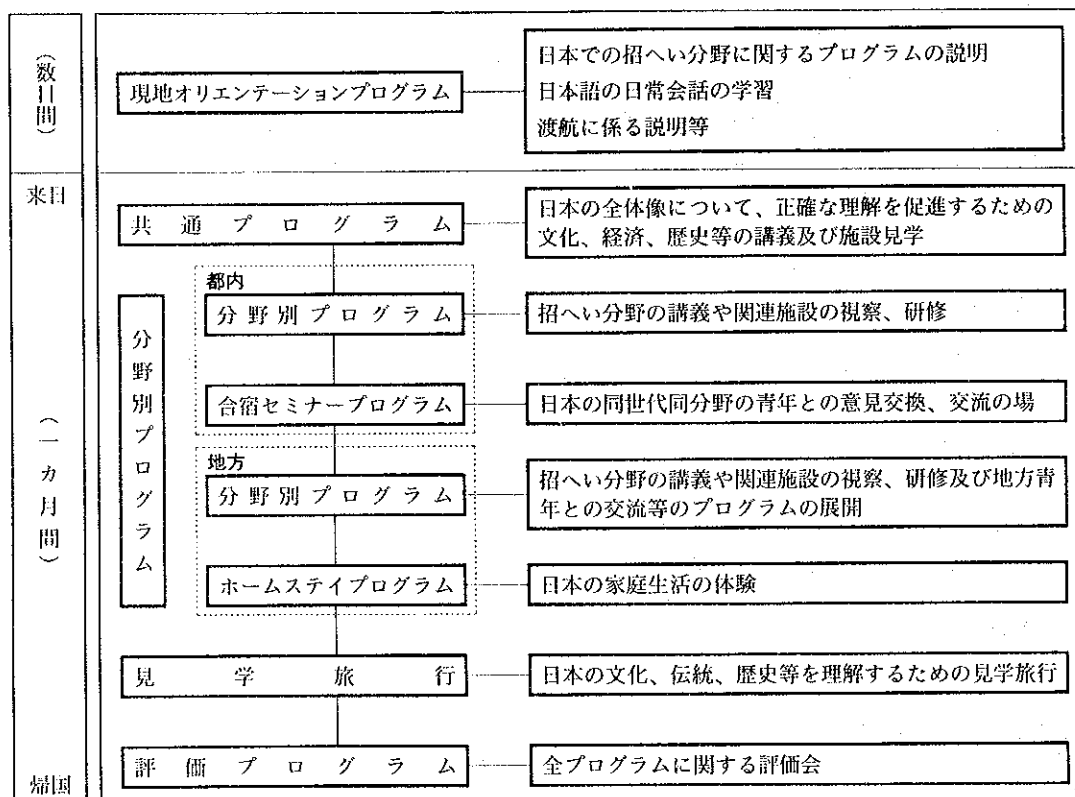 (数日間)
現地オリエンテーションプログラム
日本での招へい分野に関するプログラムの説明
日本語の日常会話の学習
渡航に係る説明等
来日
(一カ月間)
帰国
共通プログラム
日本の全体像について、正確な理解を促進するための
文化、経済、歴史等の講義及び施設見学
分野別プログラム
都内
分野別プログラム
招へい分野の講義や関連施設の視察、研修
合宿セミナープログラム
日本の同世代同分野の青年との意見交換、交流の場
地方
分野別プログラム
招へい分野の講義や関連施設の視察、研修及び地方青
年との交流等のプログラムの展開
ホームステイプログラム
日本の家庭生活の体験
見学旅行
日本の文化、伝統、歴史等を理解するための見学旅行
評価プログラム
全プログラムに関する評価会